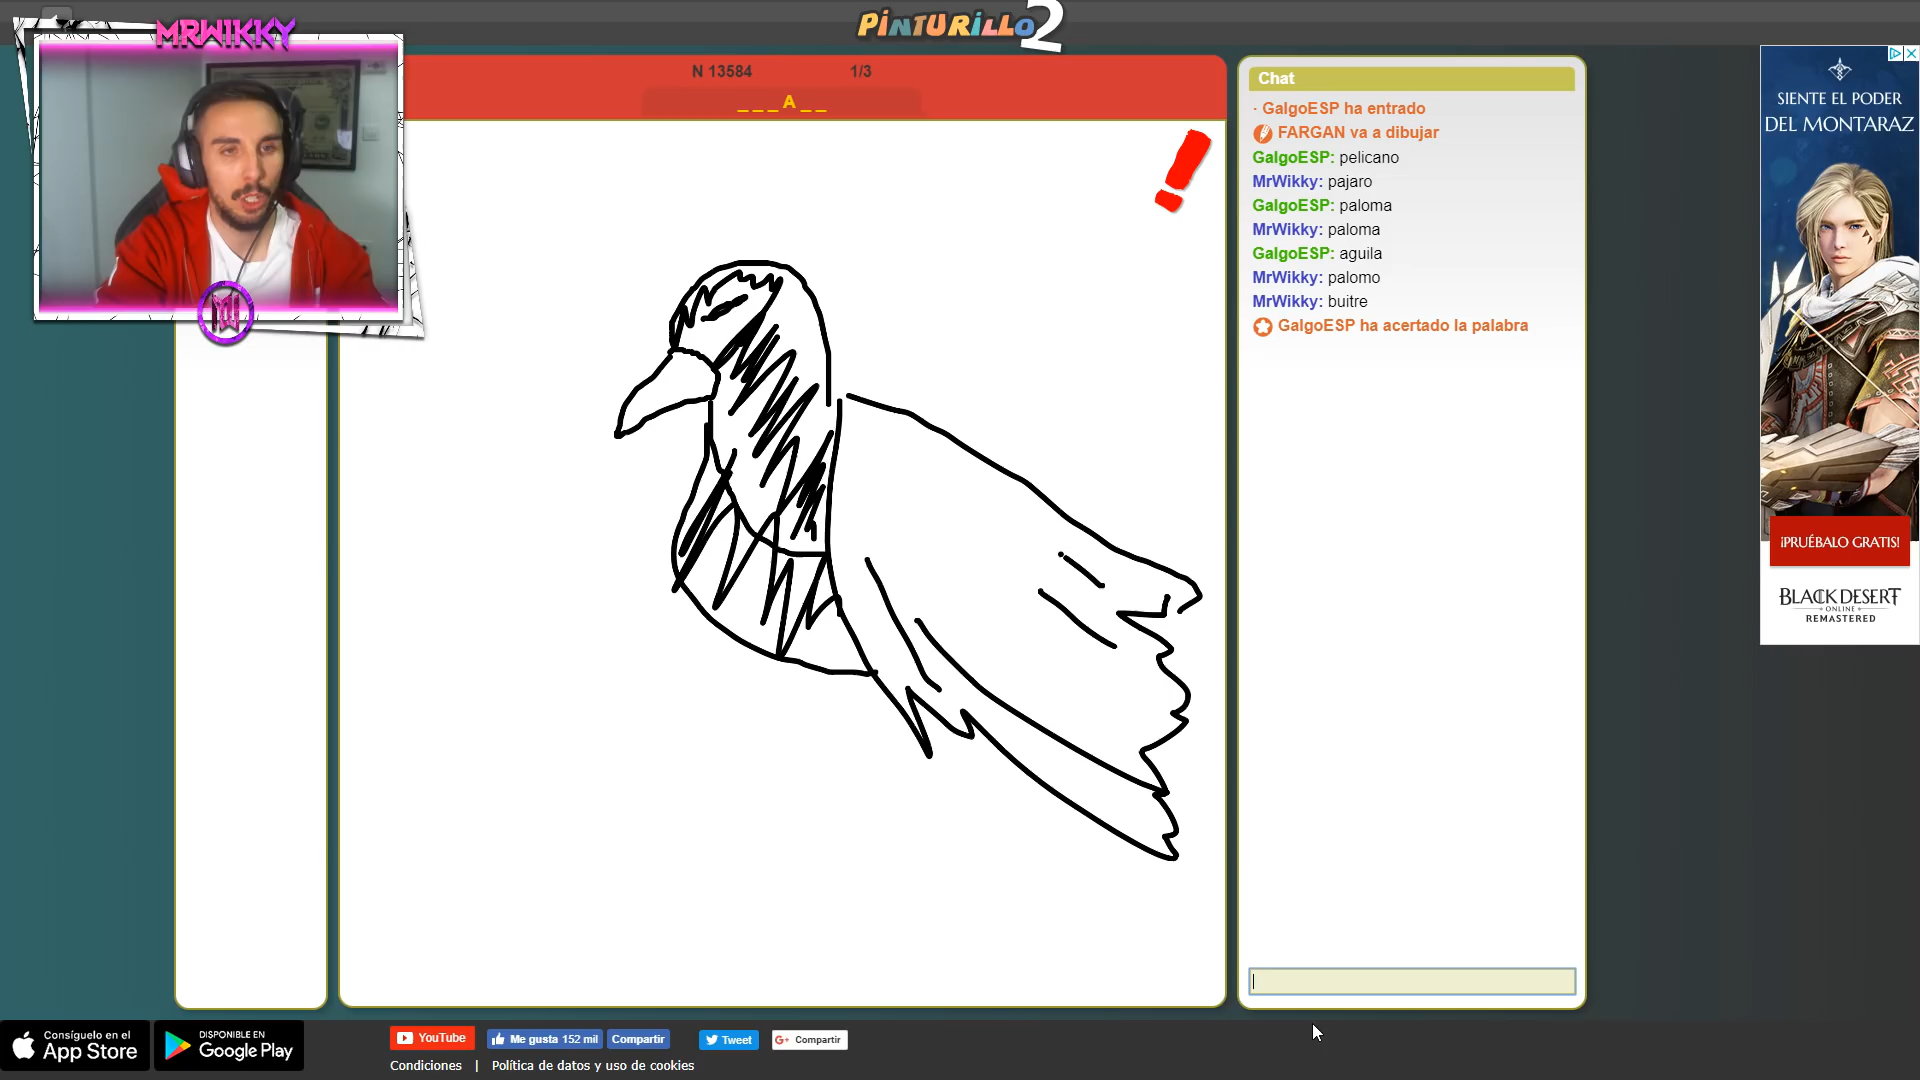 MRWIKKY
PINTURILLO 2
N 13584
1/3
_ _ _ A _ _
Chat
· GalgoESP ha entrado
FARGAN va a dibujar
GalgoESP: pelicano
MrWikky: pajaro
GalgoESP: paloma
MrWikky: paloma
GalgoESP: aguila
MrWikky: palomo
MrWikky: buitre
GalgoESP ha acertado la palabra
SIENTE EL PODER
DEL MONTARAZ
¡PRUÉBALO GRATIS!
BLACK DESERT
ONLINE
REMASTERED
Consíguelo en el
App Store
DISPONIBLE EN
Google Play
YouTube
Me gusta 152 mil
Compartir
Tweet
G+ Compartir
Condiciones | Política de datos y uso de cookies